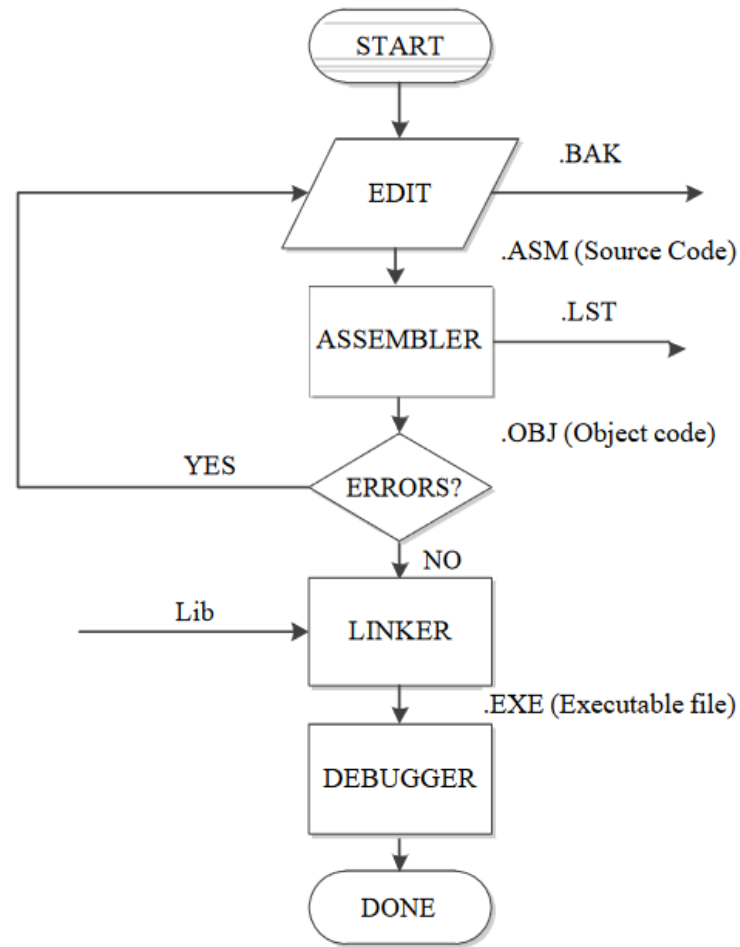 START
.BAK
EDIT
.ASM (Source Code)
.LST
ASSEMBLER
.OBJ (Object code)
YES
ERRORS?
NO
Lib
LINKER
.EXE (Executable file)
DEBUGGER
DONE